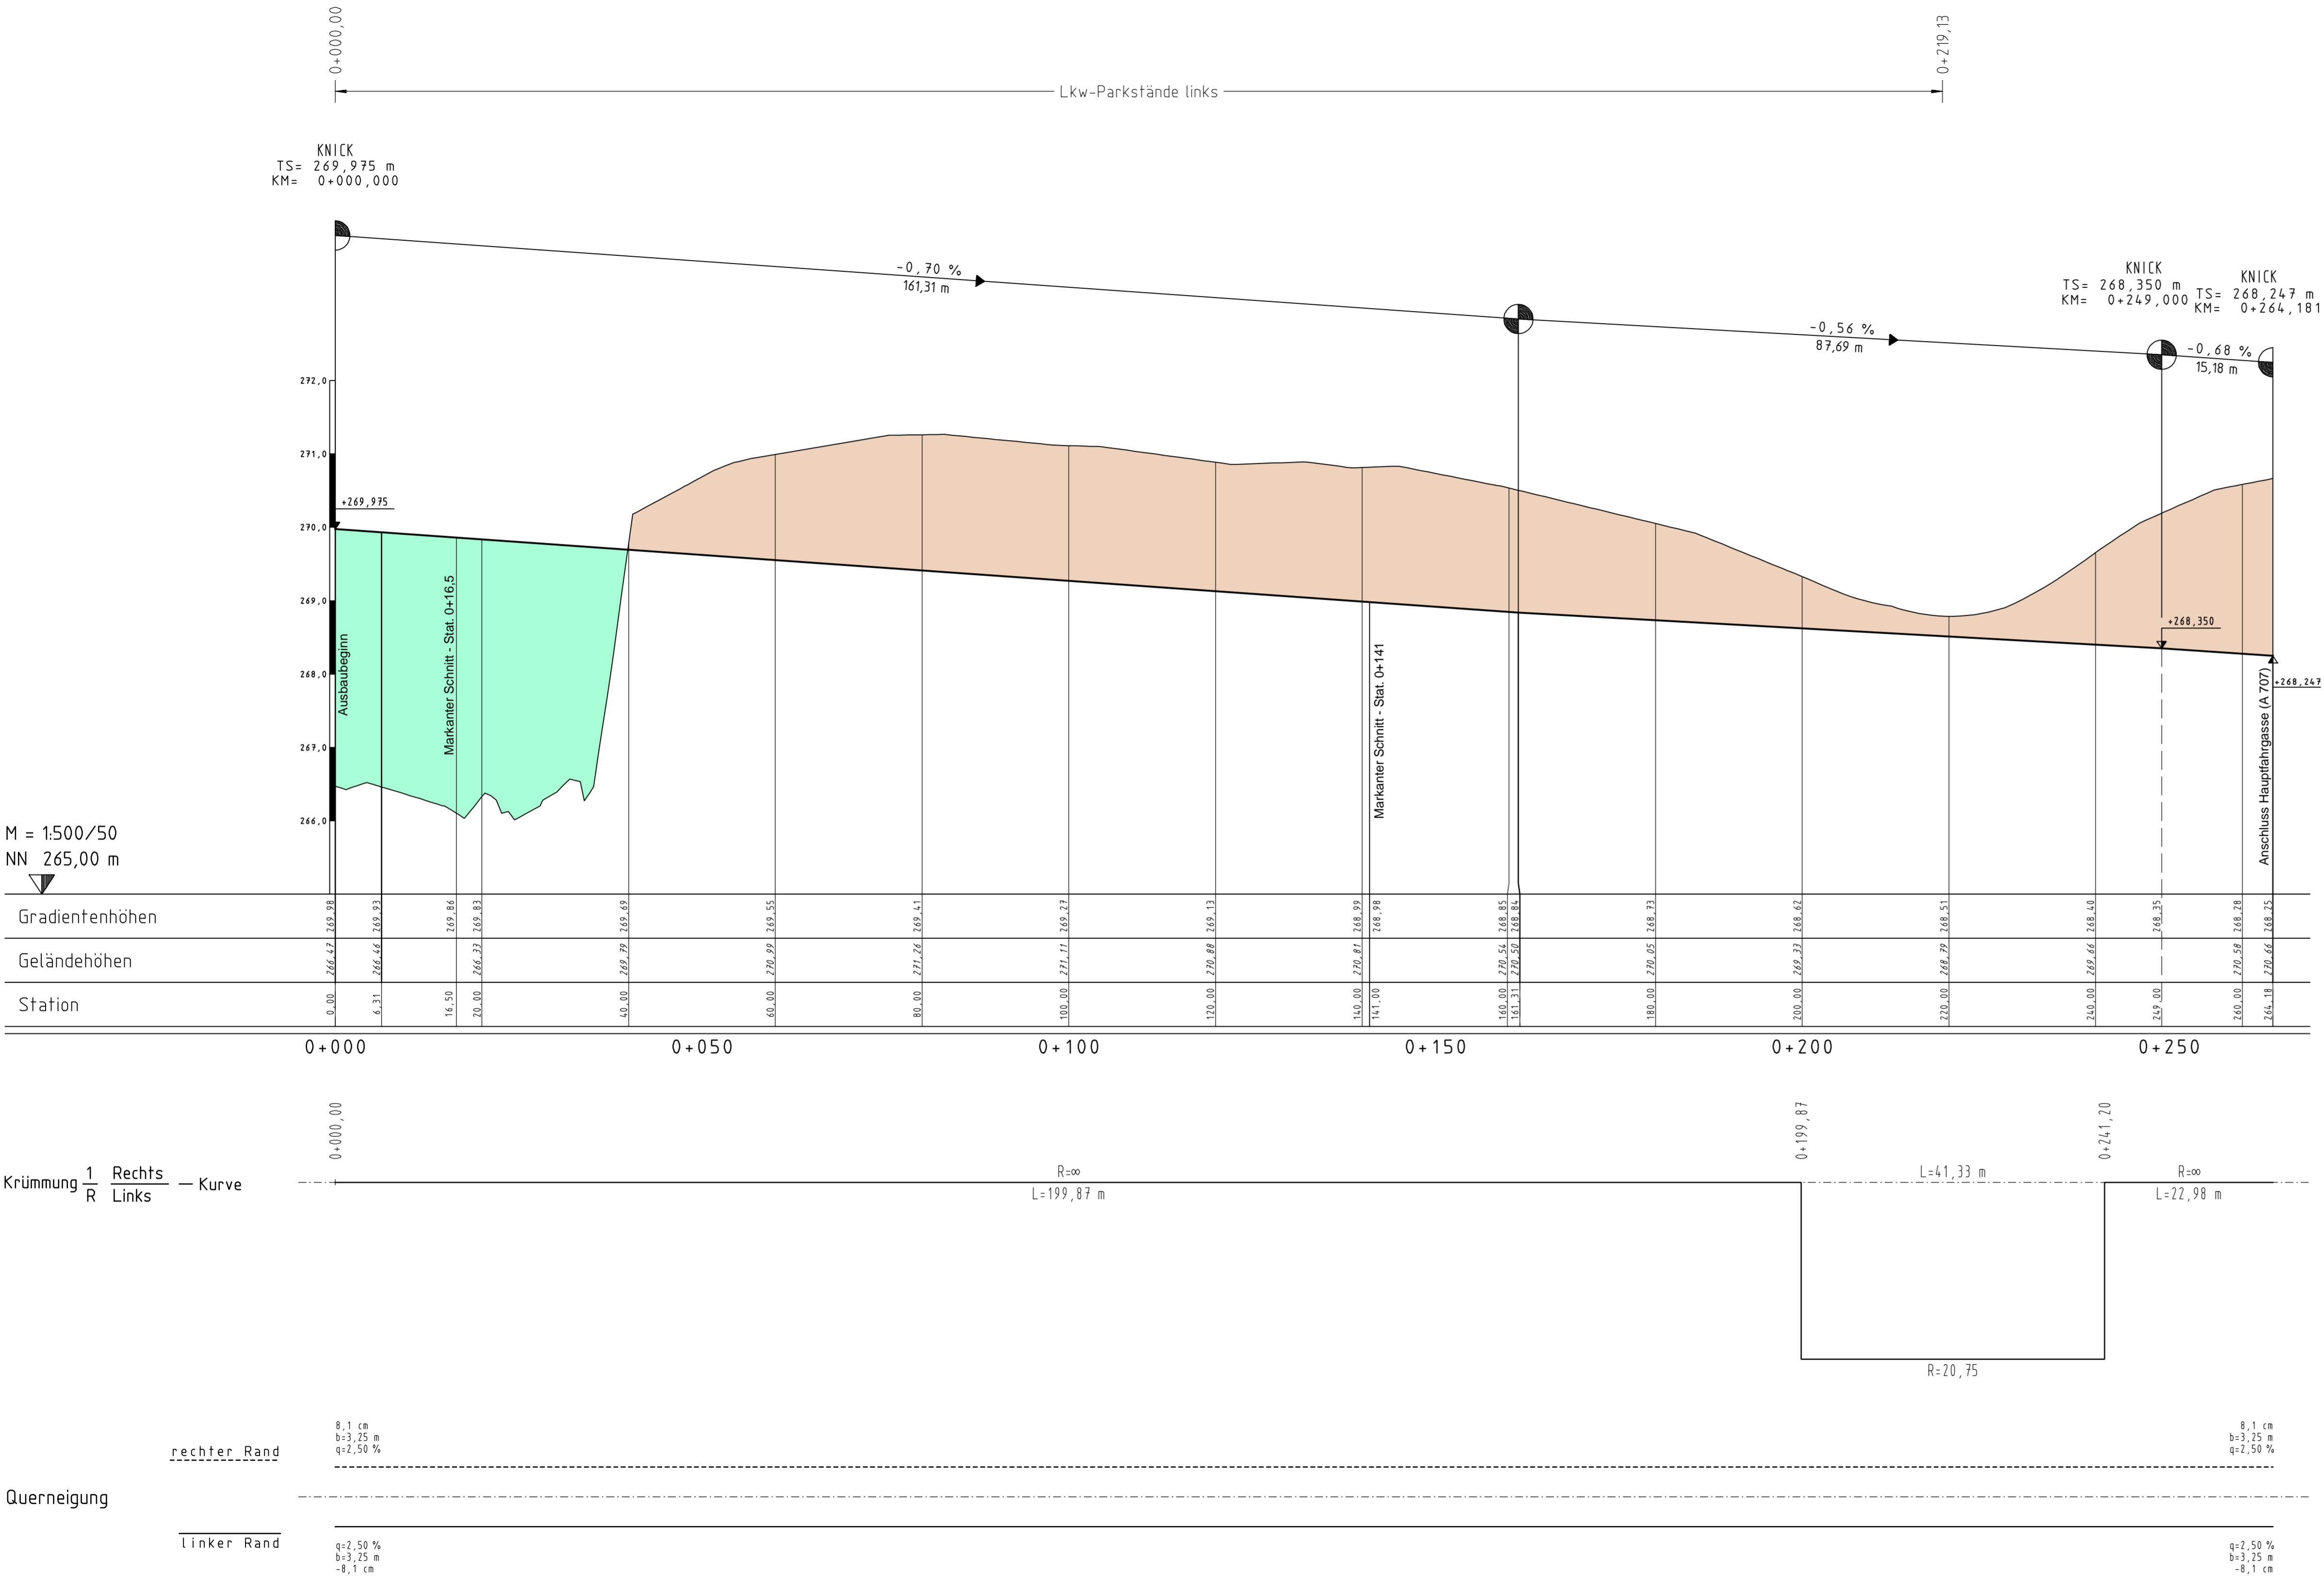 0+000,00
0+219,13
Lkw-Parkstände links
KNICK
TS= 269,975 m
KM= 0+000,000
-0,70 %
161,31 m
-0,56 %
87,69 m
KNICK
TS= 268,350 m
KM= 0+249,000
KNICK
TS= 268,247 m
KM= 0+264,181
-0,68 %
15,18 m
272,0
271,0
270,0
269,0
268,0
267,0
266,0
+269,975
+268,350
+268,247
Ausbaubeginn
Markanter Schnitt - Stat. 0+16,5
Markanter Schnitt - Stat. 0+141
Anschluss Hauptfahrgasse (A 707)
M = 1:500/50
NN 265,00 m
Gradientenhöhen 269,98 269,93 269,86 269,83 269,69 269,55 269,41 269,27 269,13 268,99 268,98 268,85 268,84 268,73 268,62 268,51 268,40 268,35 268,28 268,25
Geländehöhen 266,47 266,46 266,33 269,79 270,99 271,26 271,11 270,88 270,81 270,54 270,50 270,05 269,33 268,79 269,66 270,58 270,66
Station 0,00 6,31 16,50 20,00 40,00 60,00 80,00 100,00 120,00 140,00 141,00 160,00 161,31 180,00 200,00 220,00 240,00 249,00 260,00 264,18
0+000 0+050 0+100 0+150 0+200 0+250
0+000,00
0+199,87
0+241,20
Krümmung 1/R Rechts/Links — Kurve
R=∞
L=199,87 m
L=41,33 m
R=20,75
R=∞
L=22,98 m
8,1 cm
b=3,25 m
q=2,50 %
8,1 cm
b=3,25 m
q=2,50 %
rechter Rand
Querneigung
linker Rand
q=2,50 %
b=3,25 m
-8,1 cm
q=2,50 %
b=3,25 m
-8,1 cm